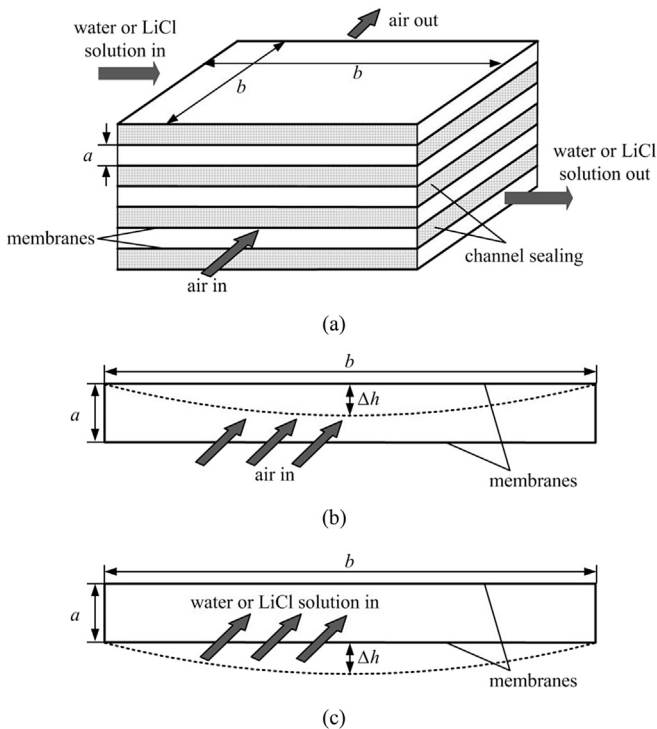 water or LiCl
solution in
air out
b
b
a
water or LiCl
solution out
membranes
channel sealing
air in
(a)
b
a
Δh
air in
membranes
(b)
b
a
water or LiCl solution in
Δh
membranes
(c)